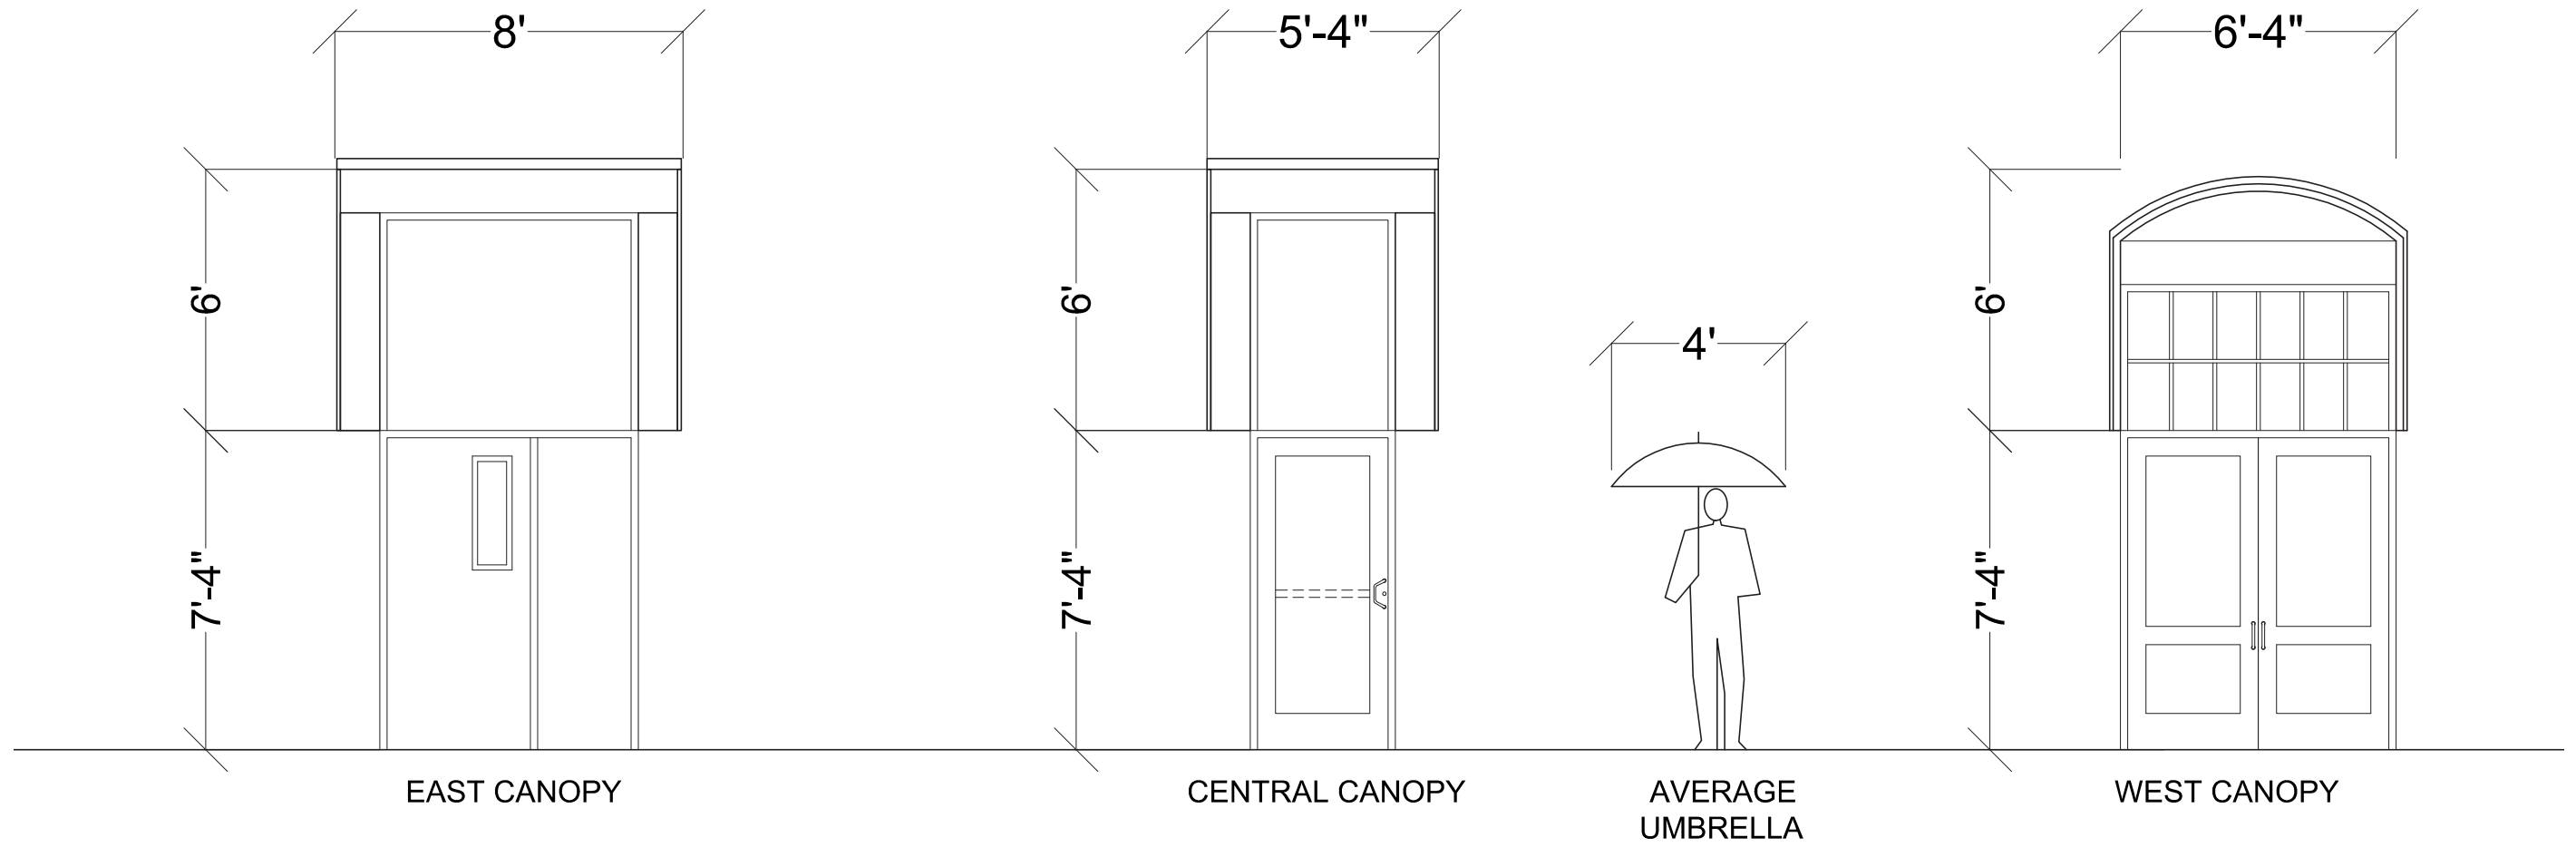 8'
5'-4"
6'-4"
6'
6'
4'
6'
7'-4"
7'-4"
7'-4"
EAST CANOPY
CENTRAL CANOPY
AVERAGE
UMBRELLA
WEST CANOPY